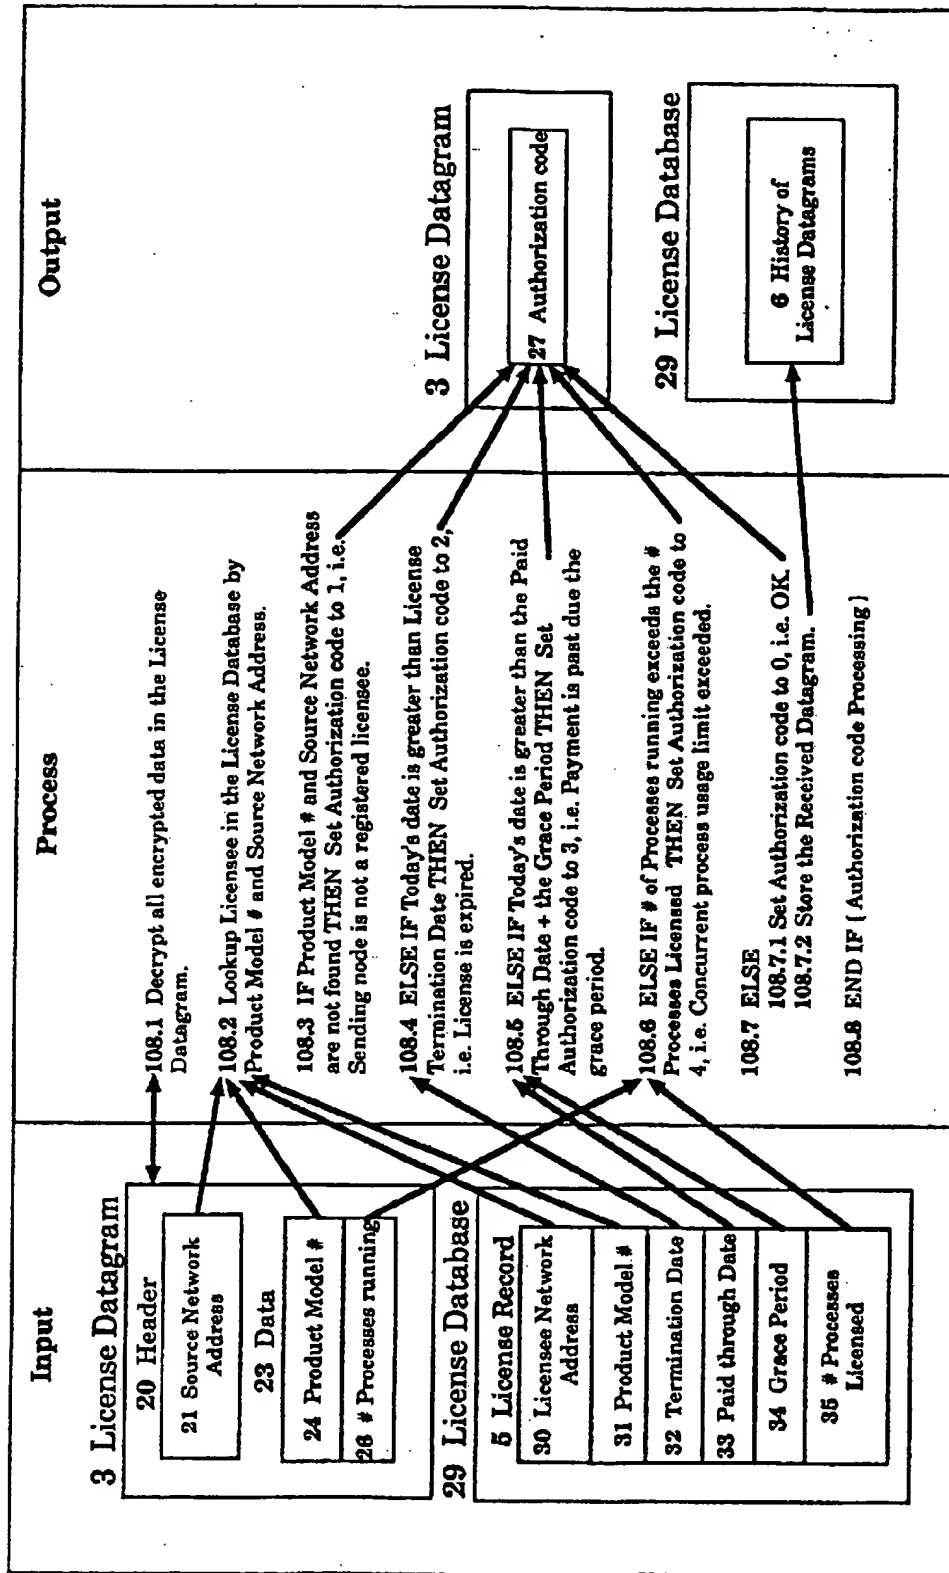 Input
3 License Datagram
20 Header
21 Source Network
Address
23 Data
24 Product Model #
26 # Processes running
29 License Database
5 License Record
30 Licensee Network
Address
31 Product Model #
32 Termination Date
33 Paid through Date
34 Grace Period
35 # Processes
Licensed
Process
108.1 Decrypt all encrypted data in the License
Datagram.
108.2 Lookup Licensee in the License Database by
Product Model # and Source Network Address.
108.3 IF Product Model # and Source Network Address
are not found THEN Set Authorization code to 1, i.e.
Sending node is not a registered licensee.
108.4 ELSE IF Today's date is greater than License
Termination Date THEN Set Authorization code to 2,
i.e. License is expired.
108.5 ELSE IF Today's date is greater than the Paid
Through Date + the Grace Period THEN Set
Authorization code to 3, i.e. Payment is past due the
grace period.
108.6 ELSE IF # of Processes running exceeds the #
Processes Licensed THEN Set Authorization code to
4, i.e. Concurrent process usage limit exceeded.
108.7 ELSE
108.7.1 Set Authorization code to 0, i.e. OK.
108.7.2 Store the Received Datagram.
108.8 END IF { Authorization code Processing }
Output
3 License Datagram
27 Authorization code
29 License Database
6 History of
License Datagrams